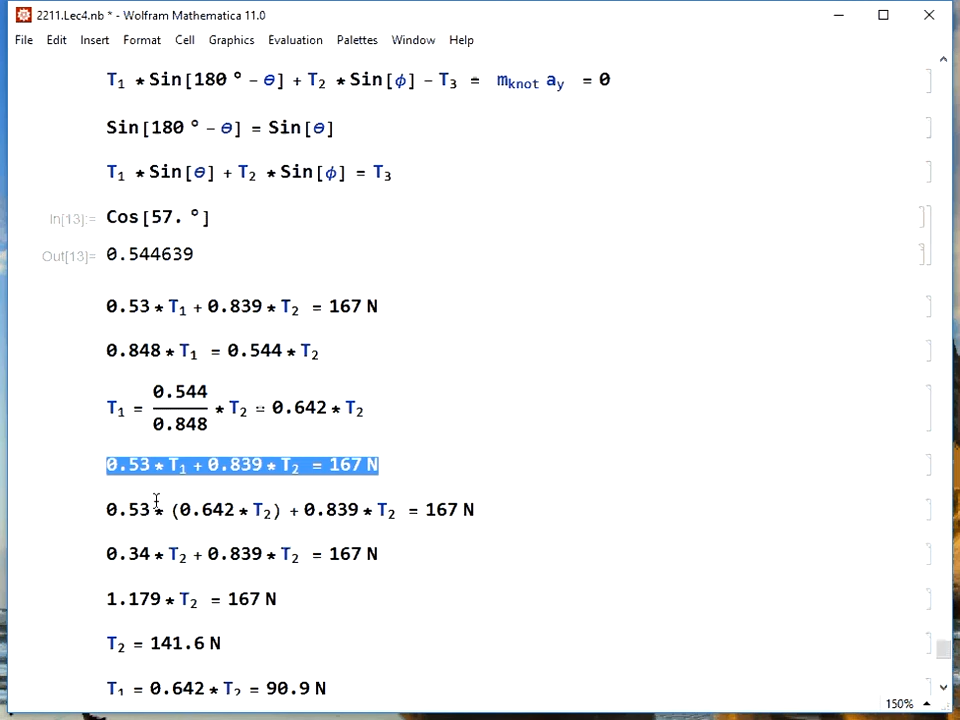 2211.Lec4.nb * - Wolfram Mathematica 11.0
File Edit Insert Format Cell Graphics Evaluation Palettes Window Help
T₁ *Sin[180 ° - θ] + T₂ *Sin[ϕ] - T₃ = mknot ay = 0
Sin[180 ° - θ] = Sin[θ]
T₁ *Sin[θ] + T₂ *Sin[ϕ] = T₃
In[13]:= Cos[57. °]
Out[13]= 0.544639
0.53*T₁ + 0.839*T₂ = 167 N
0.848*T₁ = 0.544*T₂
T₁ = 0.544/0.848 *T₂ = 0.642*T₂
0.53*T₁ + 0.839*T₂ = 167 N
0.53* (0.642*T₂) + 0.839*T₂ = 167 N
0.34*T₂ + 0.839*T₂ = 167 N
1.179*T₂ = 167 N
T₂ = 141.6 N
T₁ = 0.642*T₂ = 90.9 N
150%